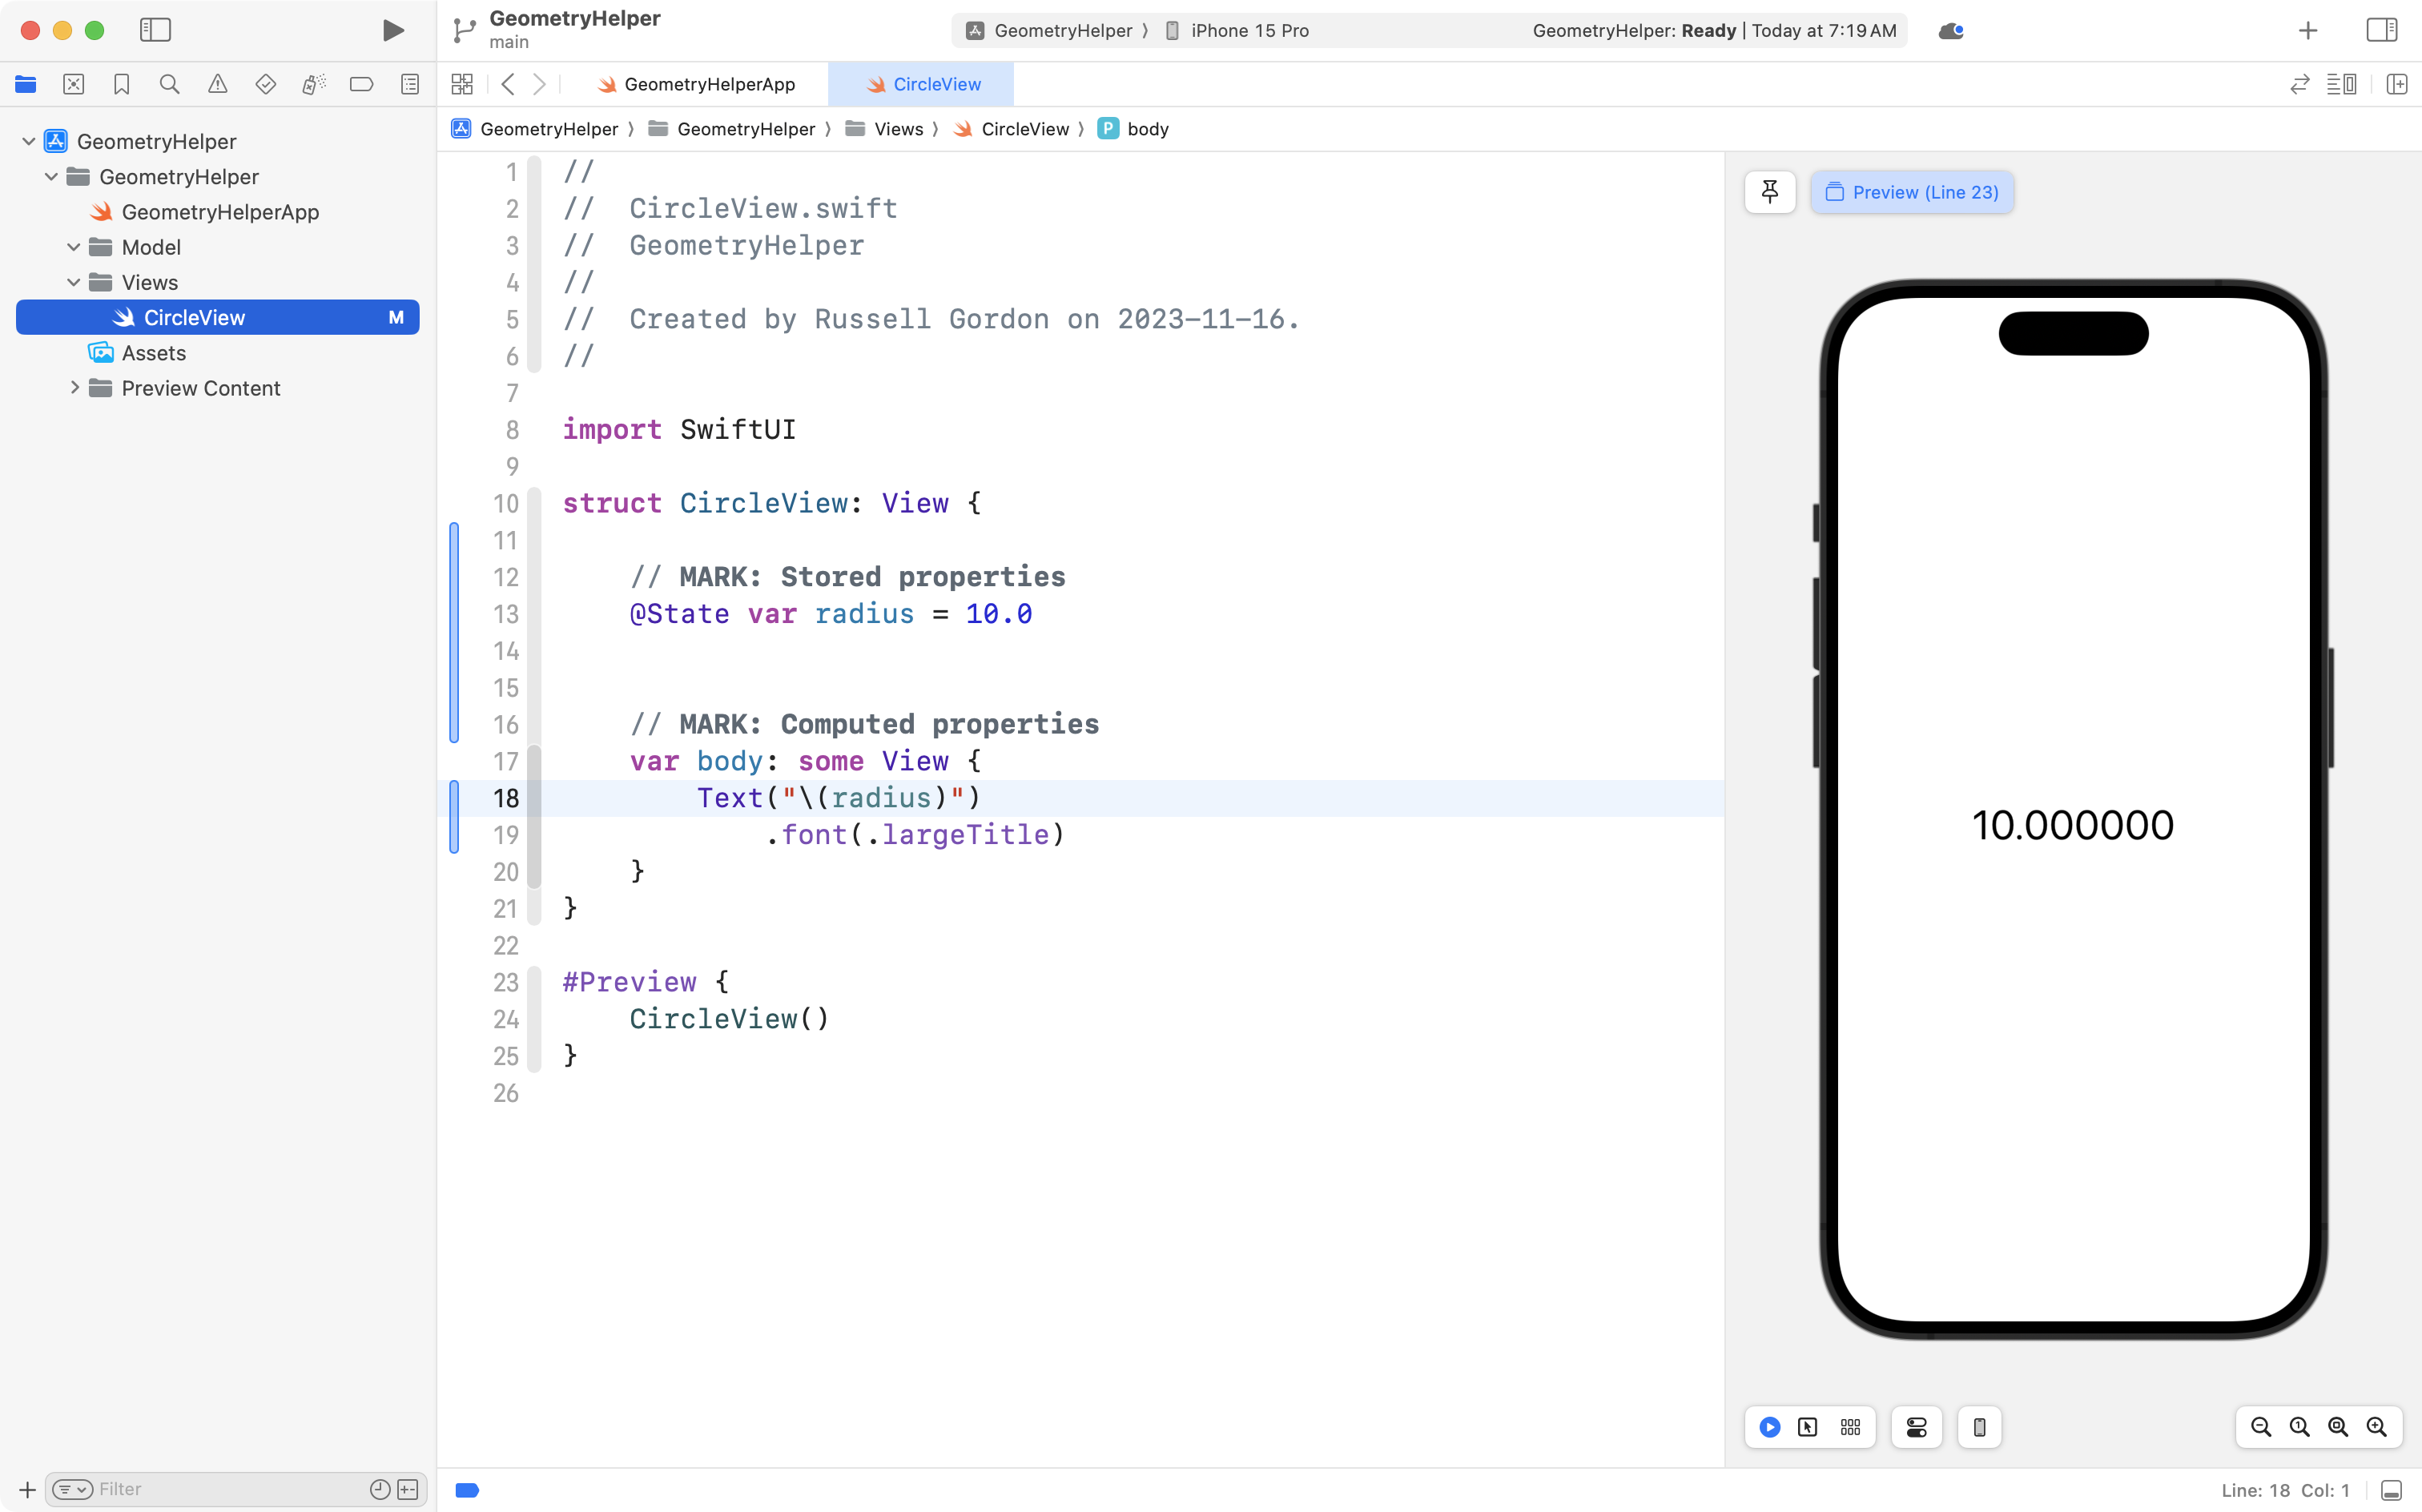 GeometryHelper
main
GeometryHelper 〉 iPhone 15 Pro
GeometryHelper: Ready | Today at 7:19 AM
GeometryHelperApp
CircleView
GeometryHelper 〉 GeometryHelper 〉 Views 〉 CircleView 〉 P body
GeometryHelper
GeometryHelper
GeometryHelperApp
Model
Views
CircleView M
Assets
Preview Content
1 //
2 //  CircleView.swift
3 //  GeometryHelper
4 //
5 //  Created by Russell Gordon on 2023-11-16.
6 //
7
8 import SwiftUI
9
10 struct CircleView: View {
11
12     // MARK: Stored properties
13     @State var radius = 10.0
14
15
16     // MARK: Computed properties
17     var body: some View {
18         Text("\(radius)")
19             .font(.largeTitle)
20     }
21 }
22
23 #Preview {
24     CircleView()
25 }
26
Preview (Line 23)
10.000000
Filter
Line: 18 Col: 1